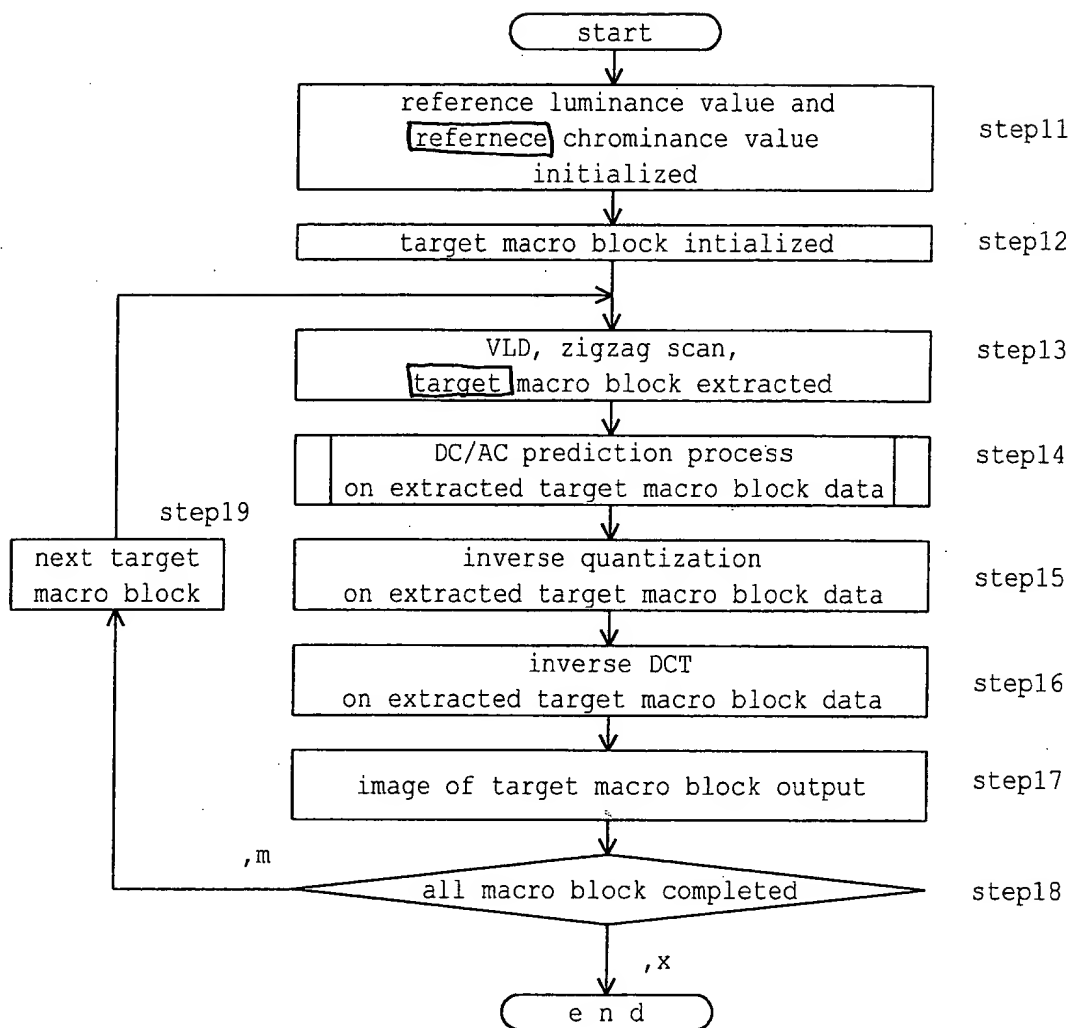 start
reference luminance value and
refernece chrominance value
initialized
step11
target macro block intialized
step12
VLD, zigzag scan,
target macro block extracted
step13
DC/AC prediction process
on extracted target macro block data
step14
step19
next target
macro block
inverse quantization
on extracted target macro block data
step15
inverse DCT
on extracted target macro block data
step16
image of target macro block output
step17
,m
all macro block completed
step18
,x
e n d